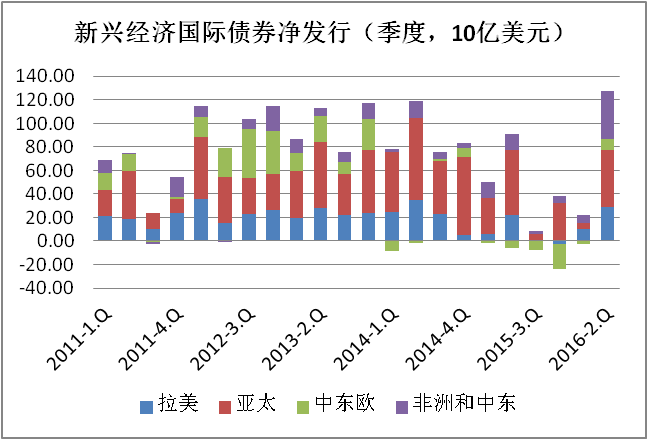 新兴经济国际债券净发行（季度，10亿美元）
140.00
120.00
100.00
80.00
60.00
40.00
20.00
0.00
-20.00
-40.00
2011-1.Q
2011-4.Q
2012-3.Q
2013-2.Q
2014-1.Q
2014-4.Q
2015-3.Q
2016-2.Q
拉美 亚太 中东欧 非洲和中东